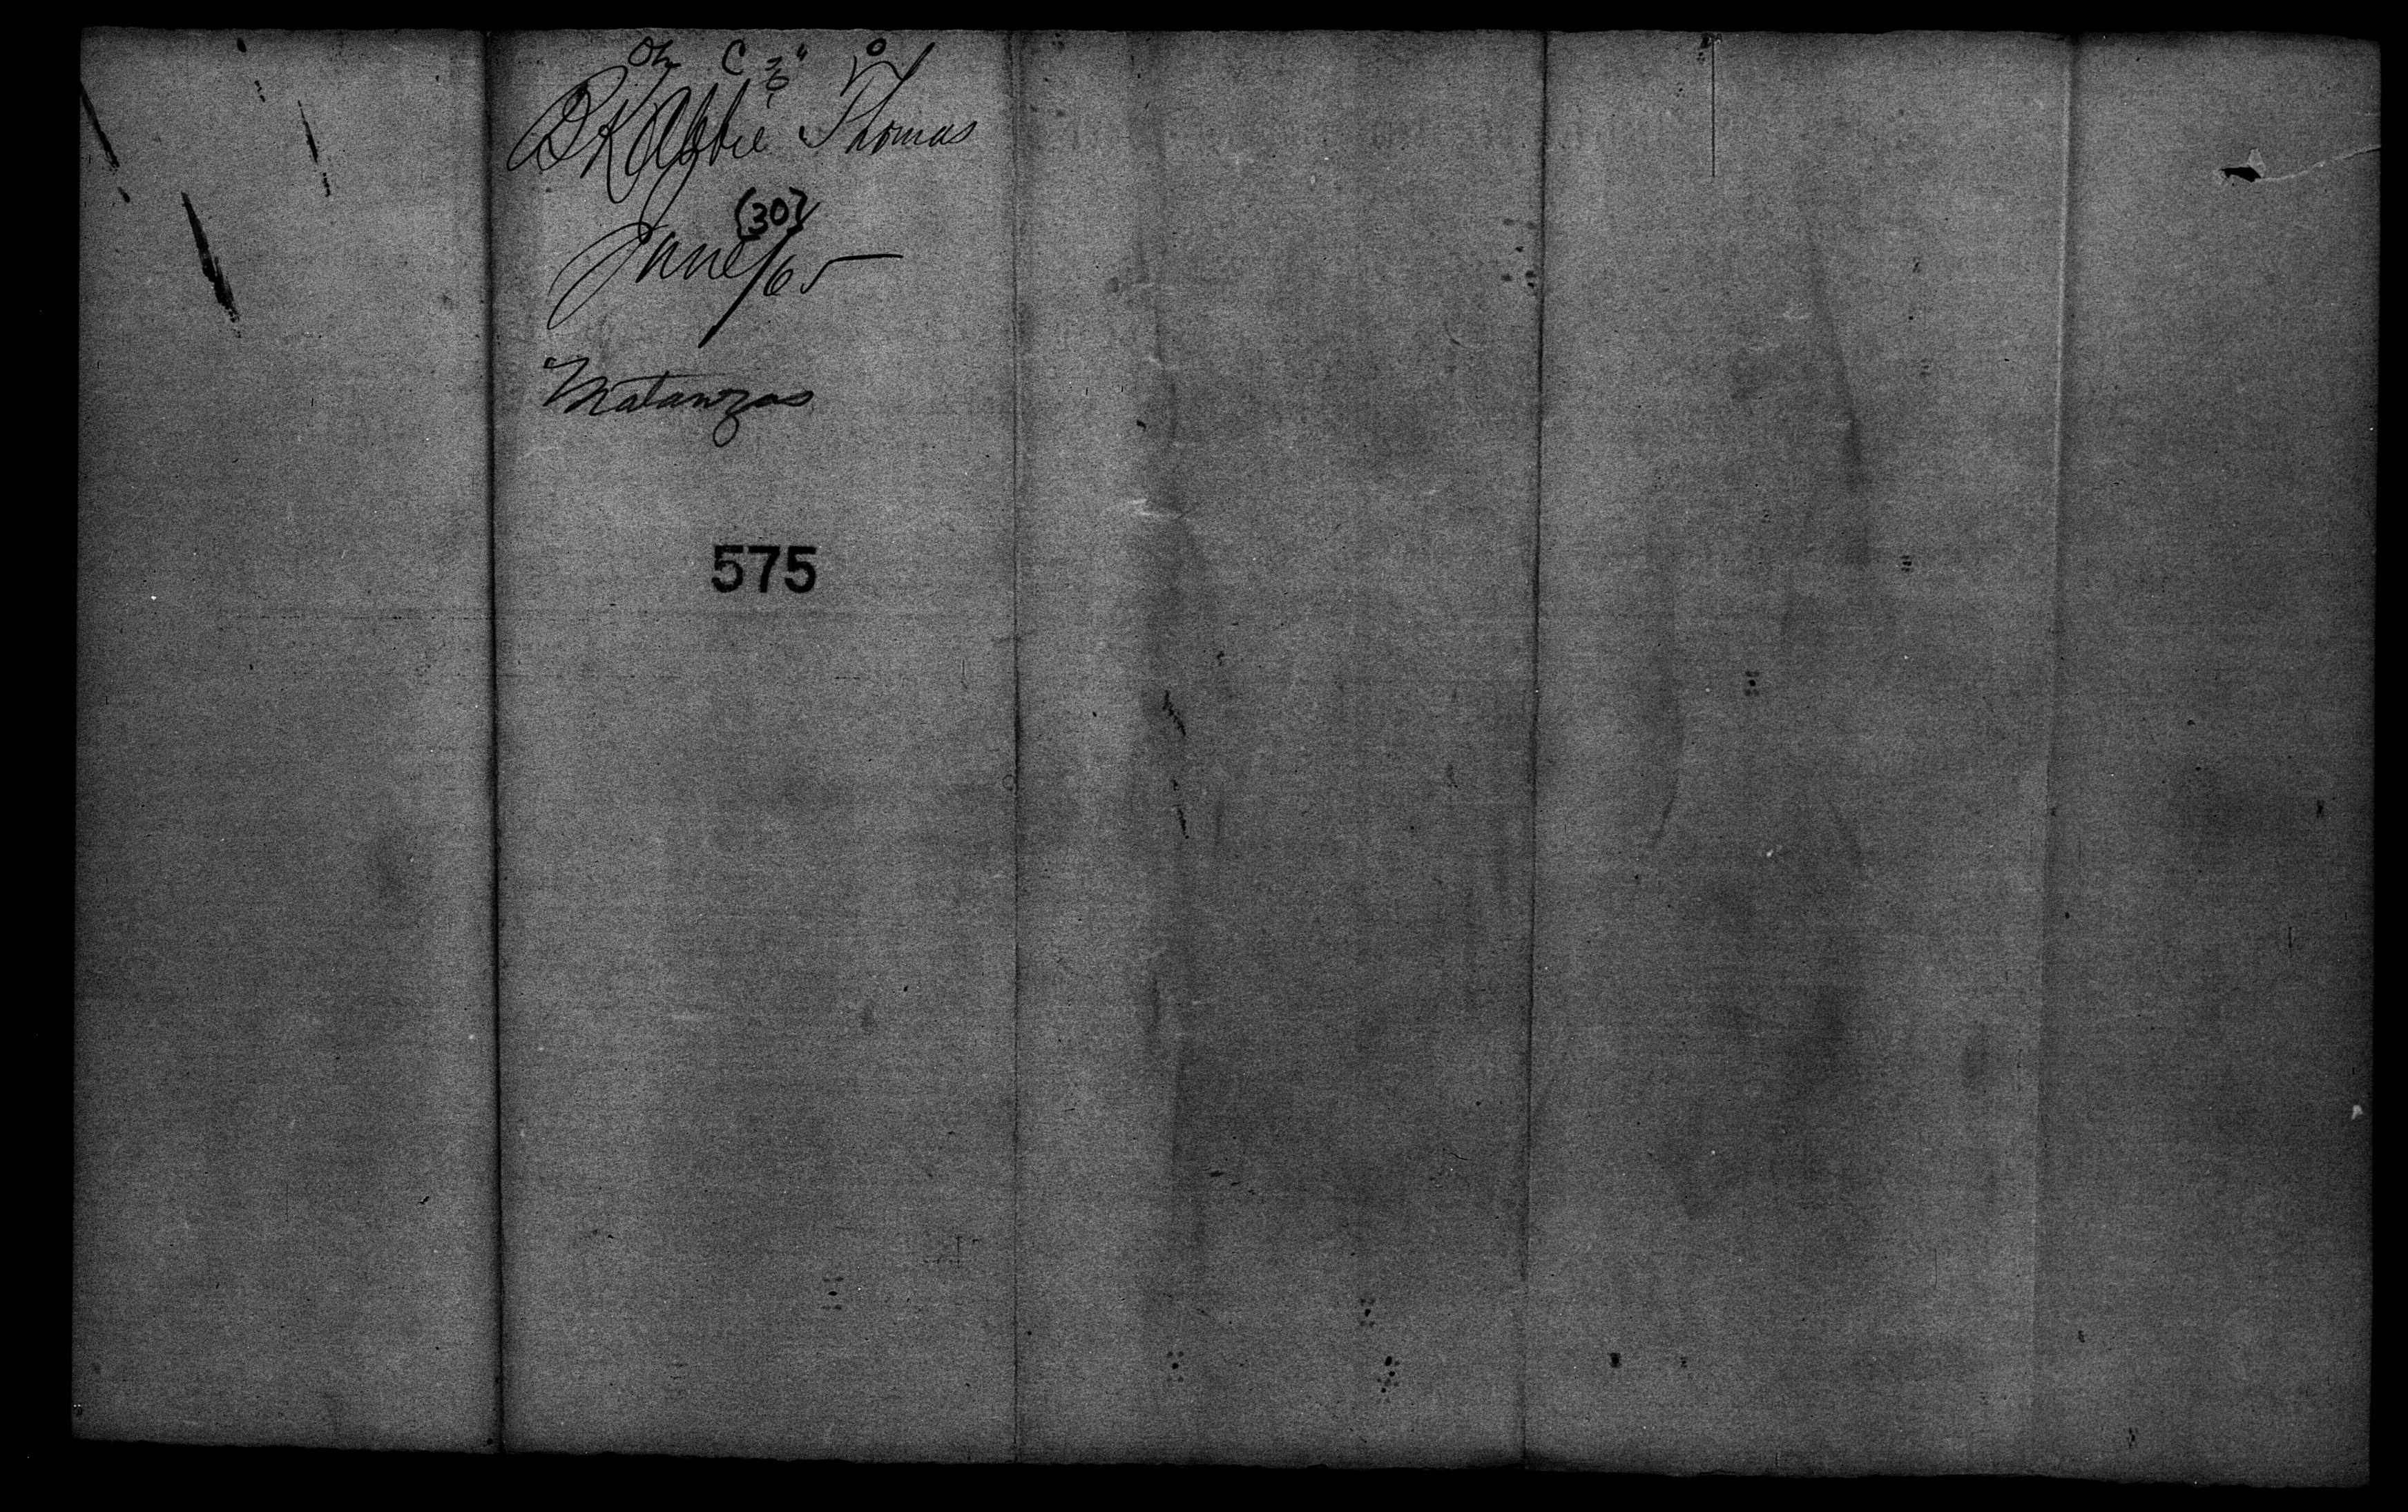 Bk Abbie Thomas
(30)
June/65
Matanzas
575